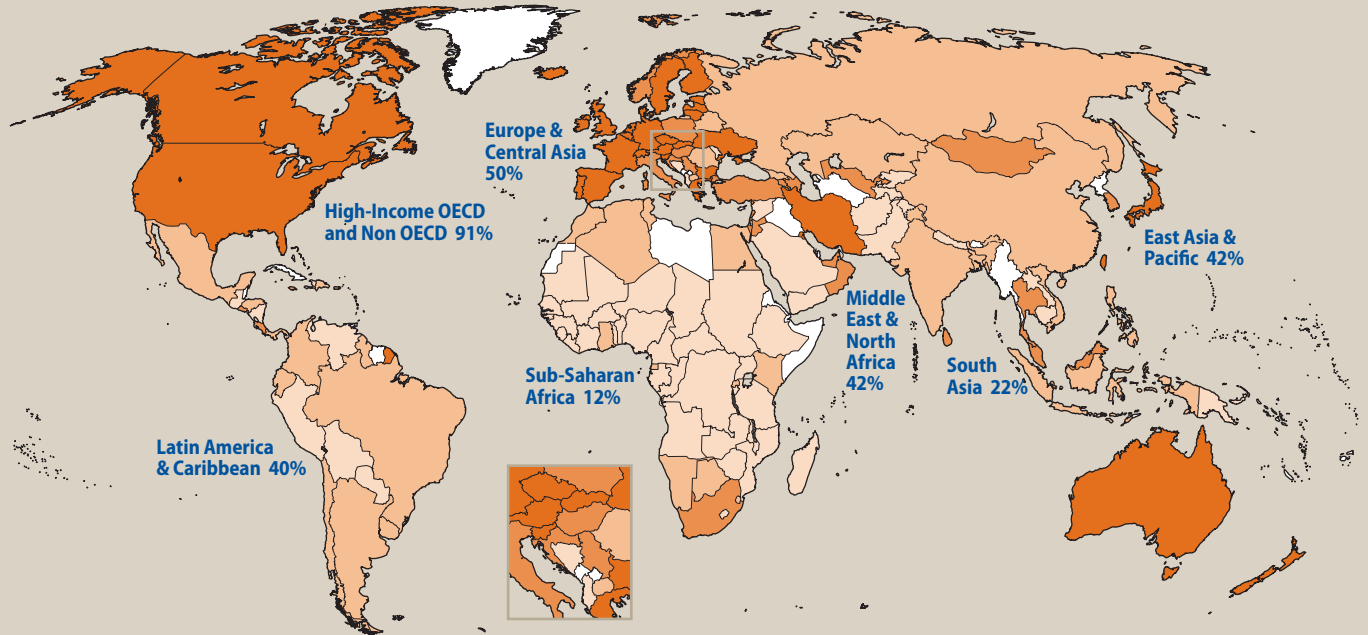 Europe &
Central Asia
50%
High-Income OECD
and Non OECD 91%
East Asia &
Pacific 42%
Middle
East &
North
Africa
42%
South
Asia 22%
Sub-Saharan
Africa 12%
Latin America
& Caribbean 40%